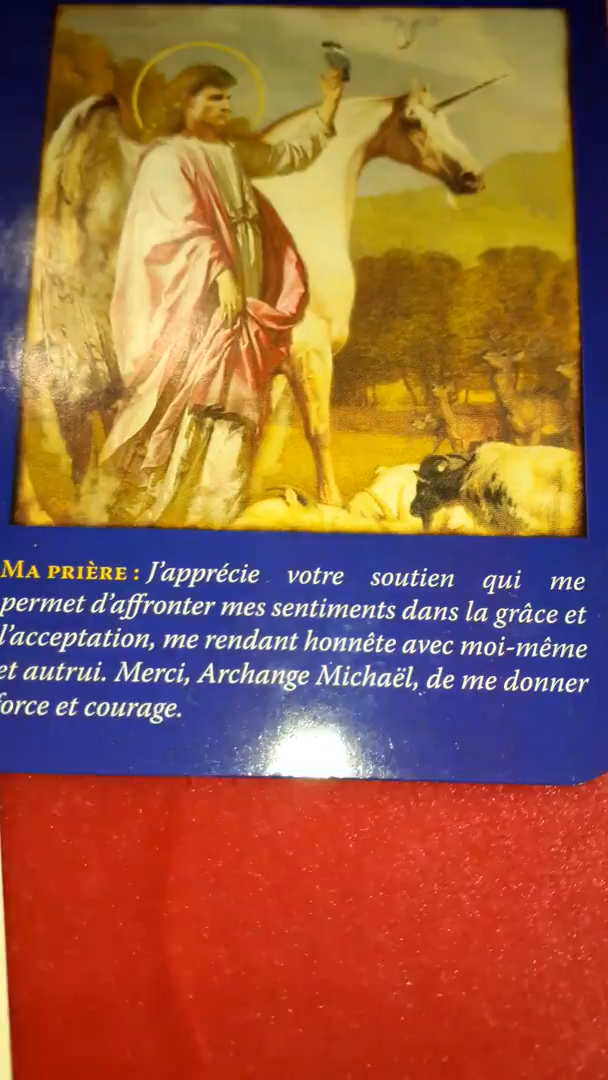 MA PRIÈRE : J'apprécie votre soutien qui me
permet d'affronter mes sentiments dans la grâce et
l'acceptation, me rendant honnête avec moi-même
et autrui. Merci, Archange Michaël, de me donner
force et courage.